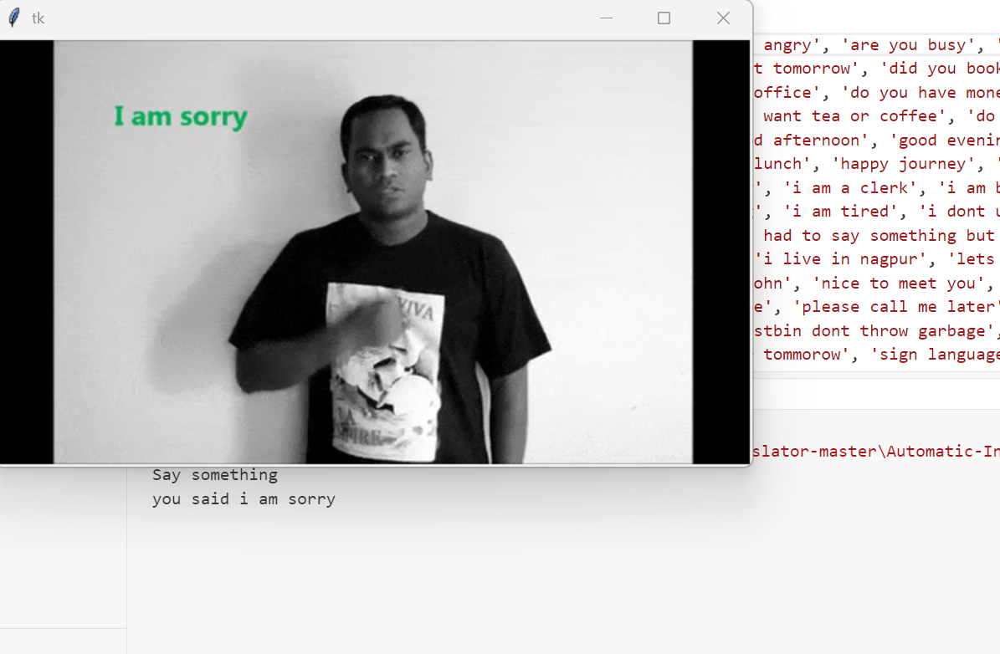 tk
I am sorry
VIVA
angry', 'are you busy', '
t tomorrow', 'did you book
office', 'do you have mone
want tea or coffee', 'do
d afternoon', 'good evenin
lunch', 'happy journey', '
', 'i am a clerk', 'i am b
', 'i am tired', 'i dont u
had to say something but
'i live in nagpur', 'lets
ohn', 'nice to meet you',
e', 'please call me later'
stbin dont throw garbage',
tommorow', 'sign language
slator-master\Automatic-In
Say something
you said i am sorry